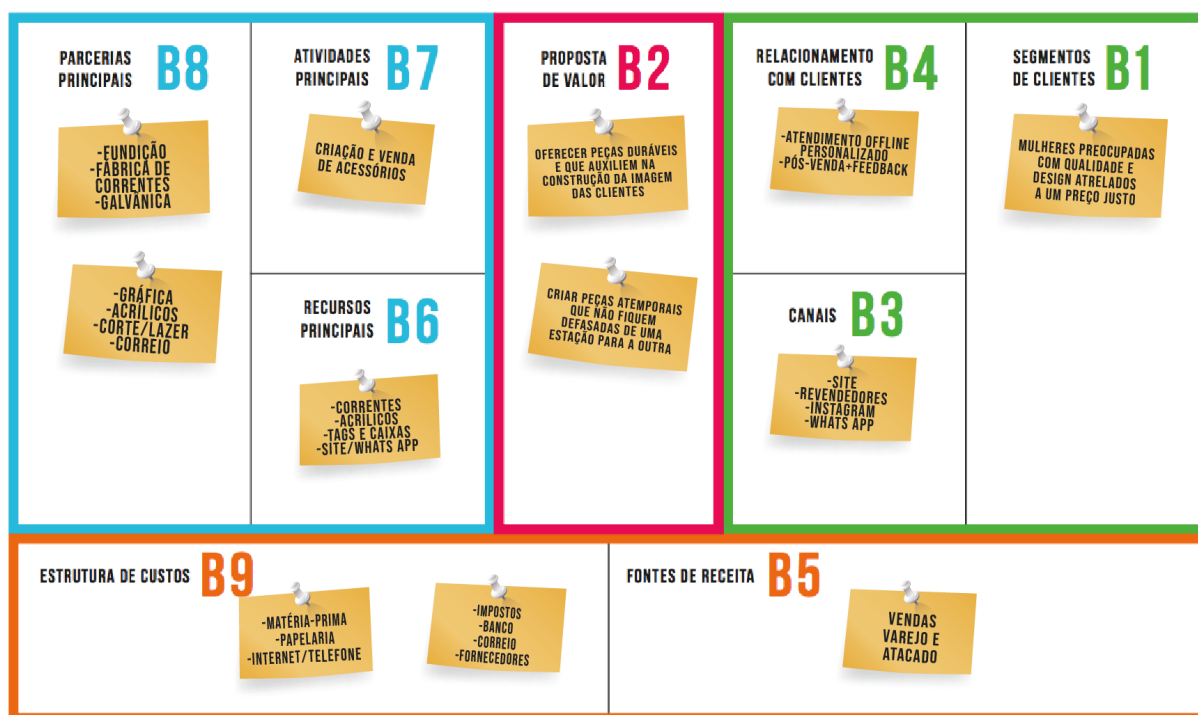 PARCERIAS
PRINCIPAIS
B8
-FUNDIÇÃO
-FÁBRICA DE
CORRENTES
-GALVÂNICA
-GRÁFICA
-ACRÍLICOS
-CORTE/LAZER
-CORREIO
ATIVIDADES
PRINCIPAIS
B7
CRIAÇÃO E VENDA
DE ACESSÓRIOS
RECURSOS
PRINCIPAIS
B6
-CORRENTES
-ACRÍLICOS
-TAGS E CAIXAS
-SITE/WHATS APP
PROPOSTA
DE VALOR
B2
OFERECER PEÇAS DURÁVEIS
E QUE AUXILIEM NA
CONSTRUÇÃO DA IMAGEM
DAS CLIENTES
CRIAR PEÇAS ATEMPORAIS
QUE NÃO FIQUEM
DEFASADAS DE UMA
ESTAÇÃO PARA A OUTRA
RELACIONAMENTO
COM CLIENTES
B4
-ATENDIMENTO OFFLINE
PERSONALIZADO
-PÓS-VENDA+FEEDBACK
CANAIS
B3
-SITE
-REVENDEDORES
-INSTAGRAM
-WHATS APP
SEGMENTOS
DE CLIENTES
B1
MULHERES PREOCUPADAS
COM QUALIDADE E
DESIGN ATRELADOS
A UM PREÇO JUSTO
ESTRUTURA DE CUSTOS
B9
-MATÉRIA-PRIMA
-PAPELARIA
-INTERNET/TELEFONE
-IMPOSTOS
-BANCO
-CORREIO
-FORNECEDORES
FONTES DE RECEITA
B5
VENDAS
VAREJO E
ATACADO